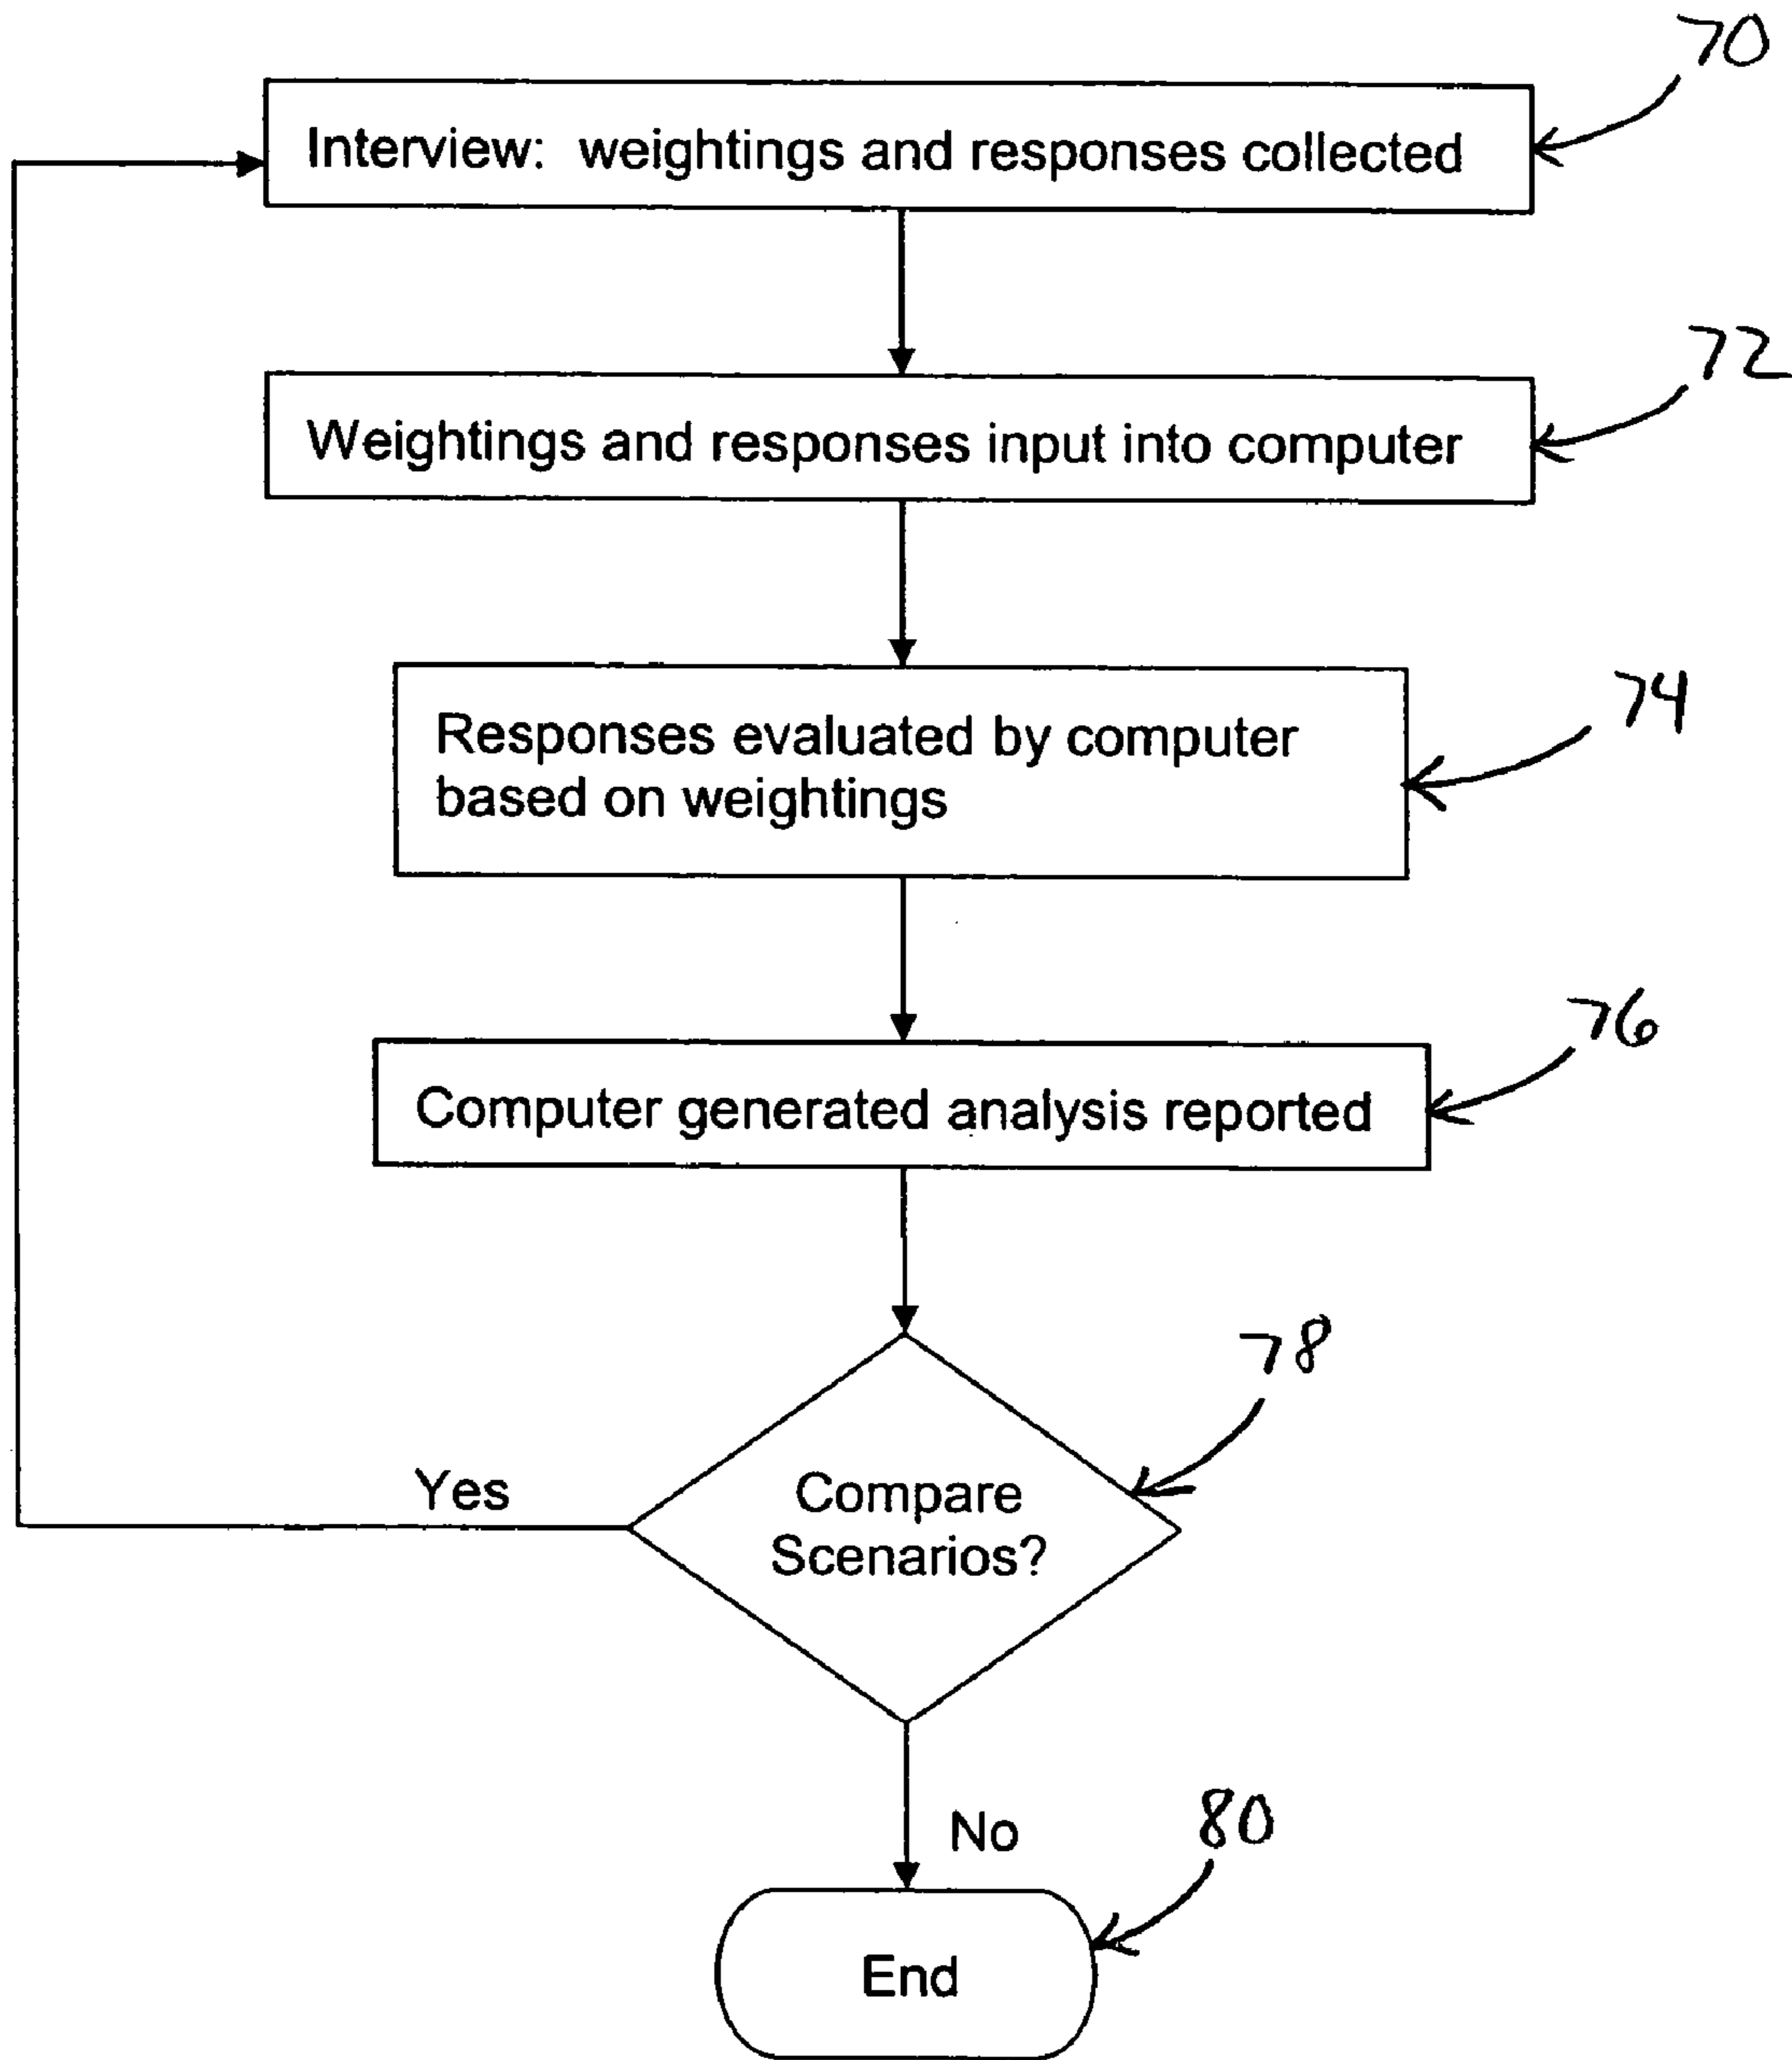 70
Interview: weightings and responses collected
72
Weightings and responses input into computer
74
Responses evaluated by computer
based on weightings
76
Computer generated analysis reported
78
Compare
Scenarios?
Yes
No
80
End